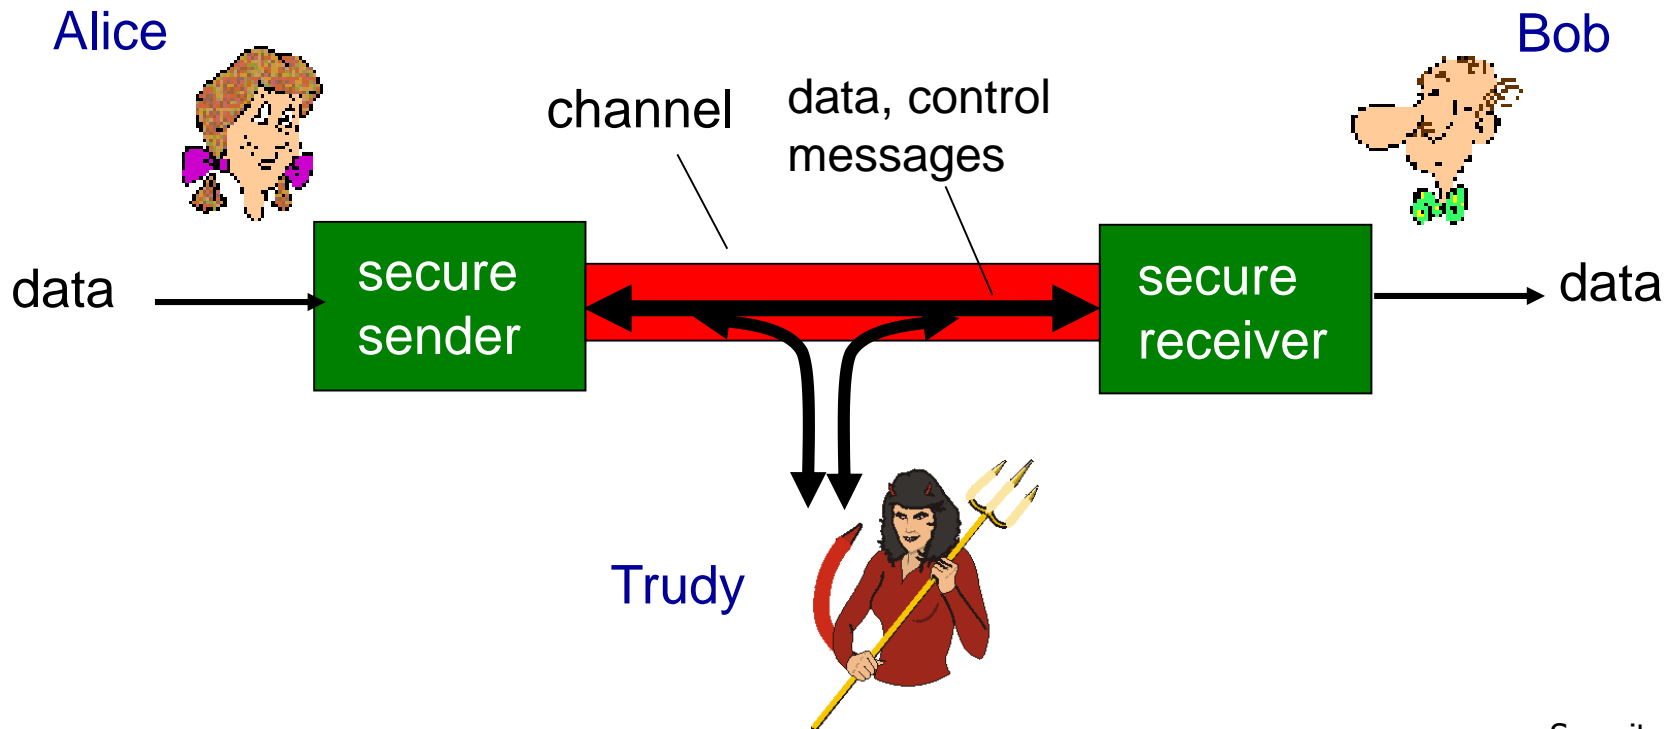 Alice
Bob
channel
data, control
messages
data
secure
sender
secure
receiver
data
Trudy